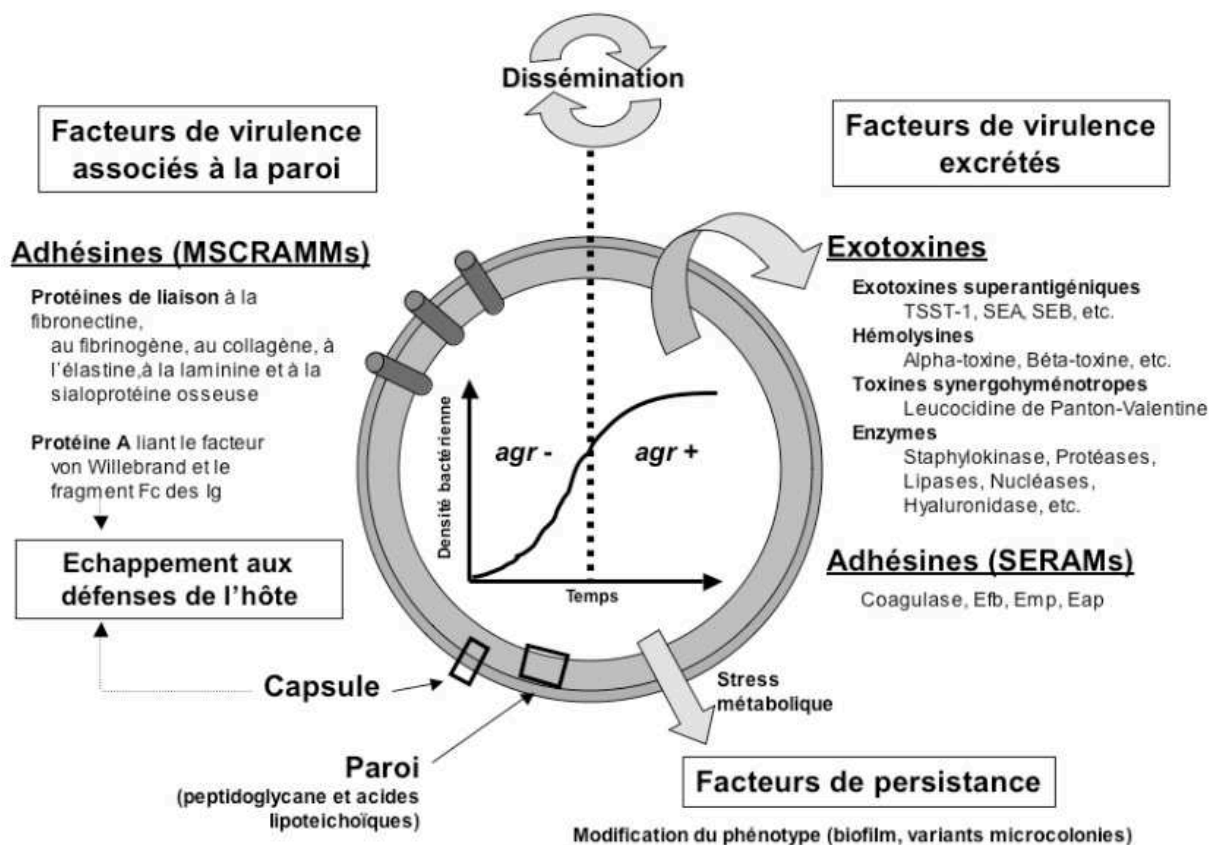 Dissémination
Facteurs de virulence
associés à la paroi
Facteurs de virulence
excrétés
Adhésines (MSCRAMMs)
Protéines de liaison à la
fibronectine,
au fibrinogène, au collagène, à
l'élastine,à la laminine et à la
sialoprotéine osseuse
Protéine A liant le facteur
von Willebrand et le
fragment Fc des Ig
Echappement aux
défenses de l'hôte
Capsule
Paroi
(peptidoglycane et acides
lipoteichoïques)
Densité bactérienne
agr -
agr +
Temps
Exotoxines
Exotoxines superantigéniques
TSST-1, SEA, SEB, etc.
Hémolysines
Alpha-toxine, Béta-toxine, etc.
Toxines synergohyménotropes
Leucocidine de Panton-Valentine
Enzymes
Staphylokinase, Protéases,
Lipases, Nucléases,
Hyaluronidase, etc.
Adhésines (SERAMs)
Coagulase, Efb, Emp, Eap
Stress
métabolique
Facteurs de persistance
Modification du phénotype (biofilm, variants microcolonies)